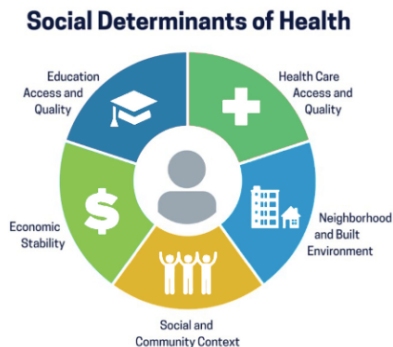 Social Determinants of Health
Education
Access and
Quality
Health Care
Access and
Quality
$
Economic
Stability
Neighborhood
and Built
Environment
Social and
Community Context